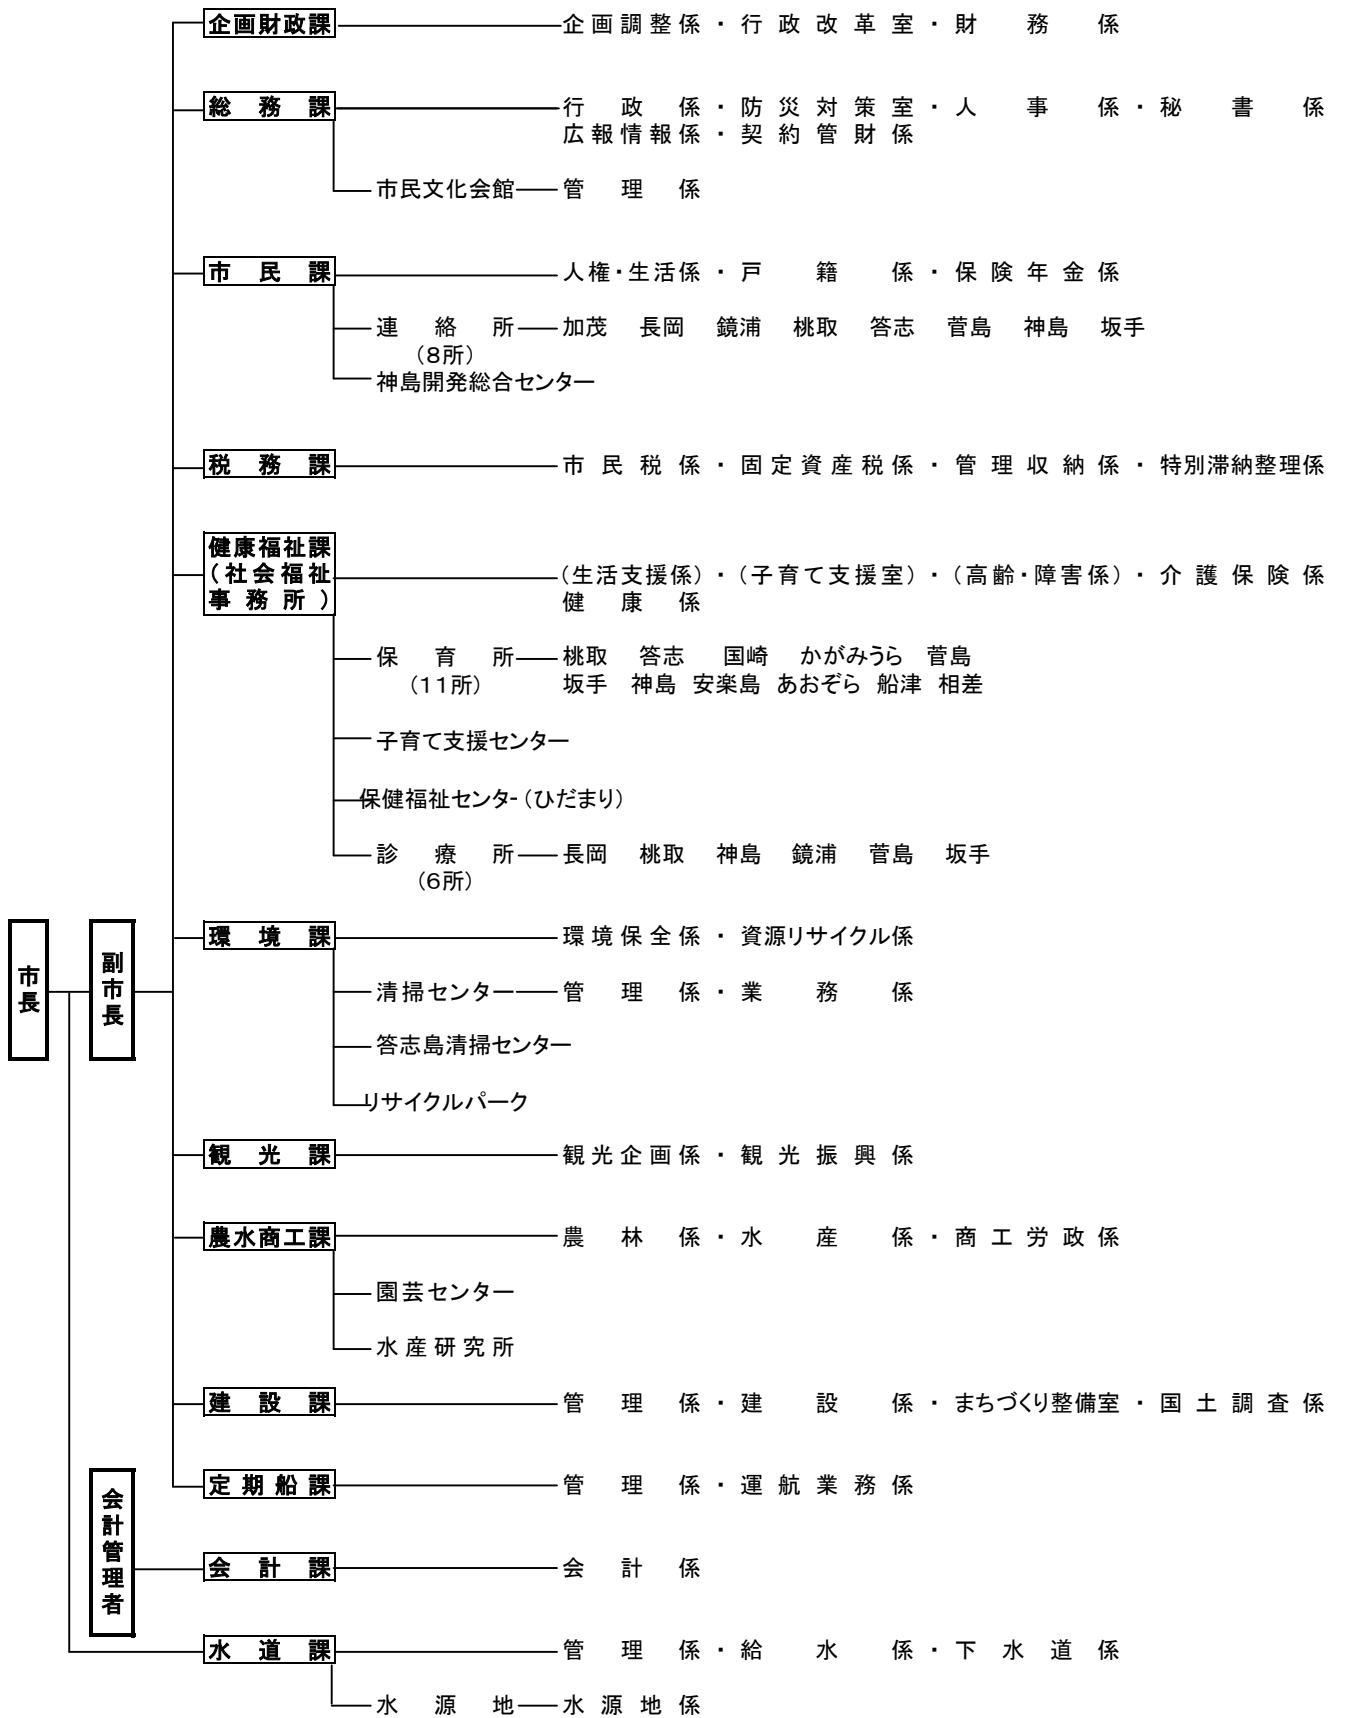 企画財政課 企画調整係・行政改革室・財務係
総務課 行政係・防災対策室・人事係・秘書係
広報情報係・契約管財係
市民文化会館 管理係
市民課 人権・生活係・戸籍係・保険年金係
連絡所 加茂 長岡 鏡浦 桃取 答志 菅島 神島 坂手
(8所)
神島開発総合センター
税務課 市民税係・固定資産税係・管理収納係・特別滞納整理係
健康福祉課
(社会福祉 (生活支援係)・(子育て支援室)・(高齢・障害係)・介護保険係
事務所) 健康係
保育所 桃取 答志 国崎 かがみうら 菅島
(11所) 坂手 神島 安楽島 あおぞら 船津 相差
子育て支援センター
保健福祉センター(ひだまり)
診療所 長岡 桃取 神島 鏡浦 菅島 坂手
(6所)
環境課 環境保全係・資源リサイクル係
市長
副市長
清掃センター 管理係・業務係
答志島清掃センター
リサイクルパーク
観光課 観光企画係・観光振興係
農水商工課 農林係・水産係・商工労政係
園芸センター
水産研究所
建設課 管理係・建設係・まちづくり整備室・国土調査係
定期船課 管理係・運航業務係
会計管理者
会計課 会計係
水道課 管理係・給水係・下水道係
水源地 水源地係